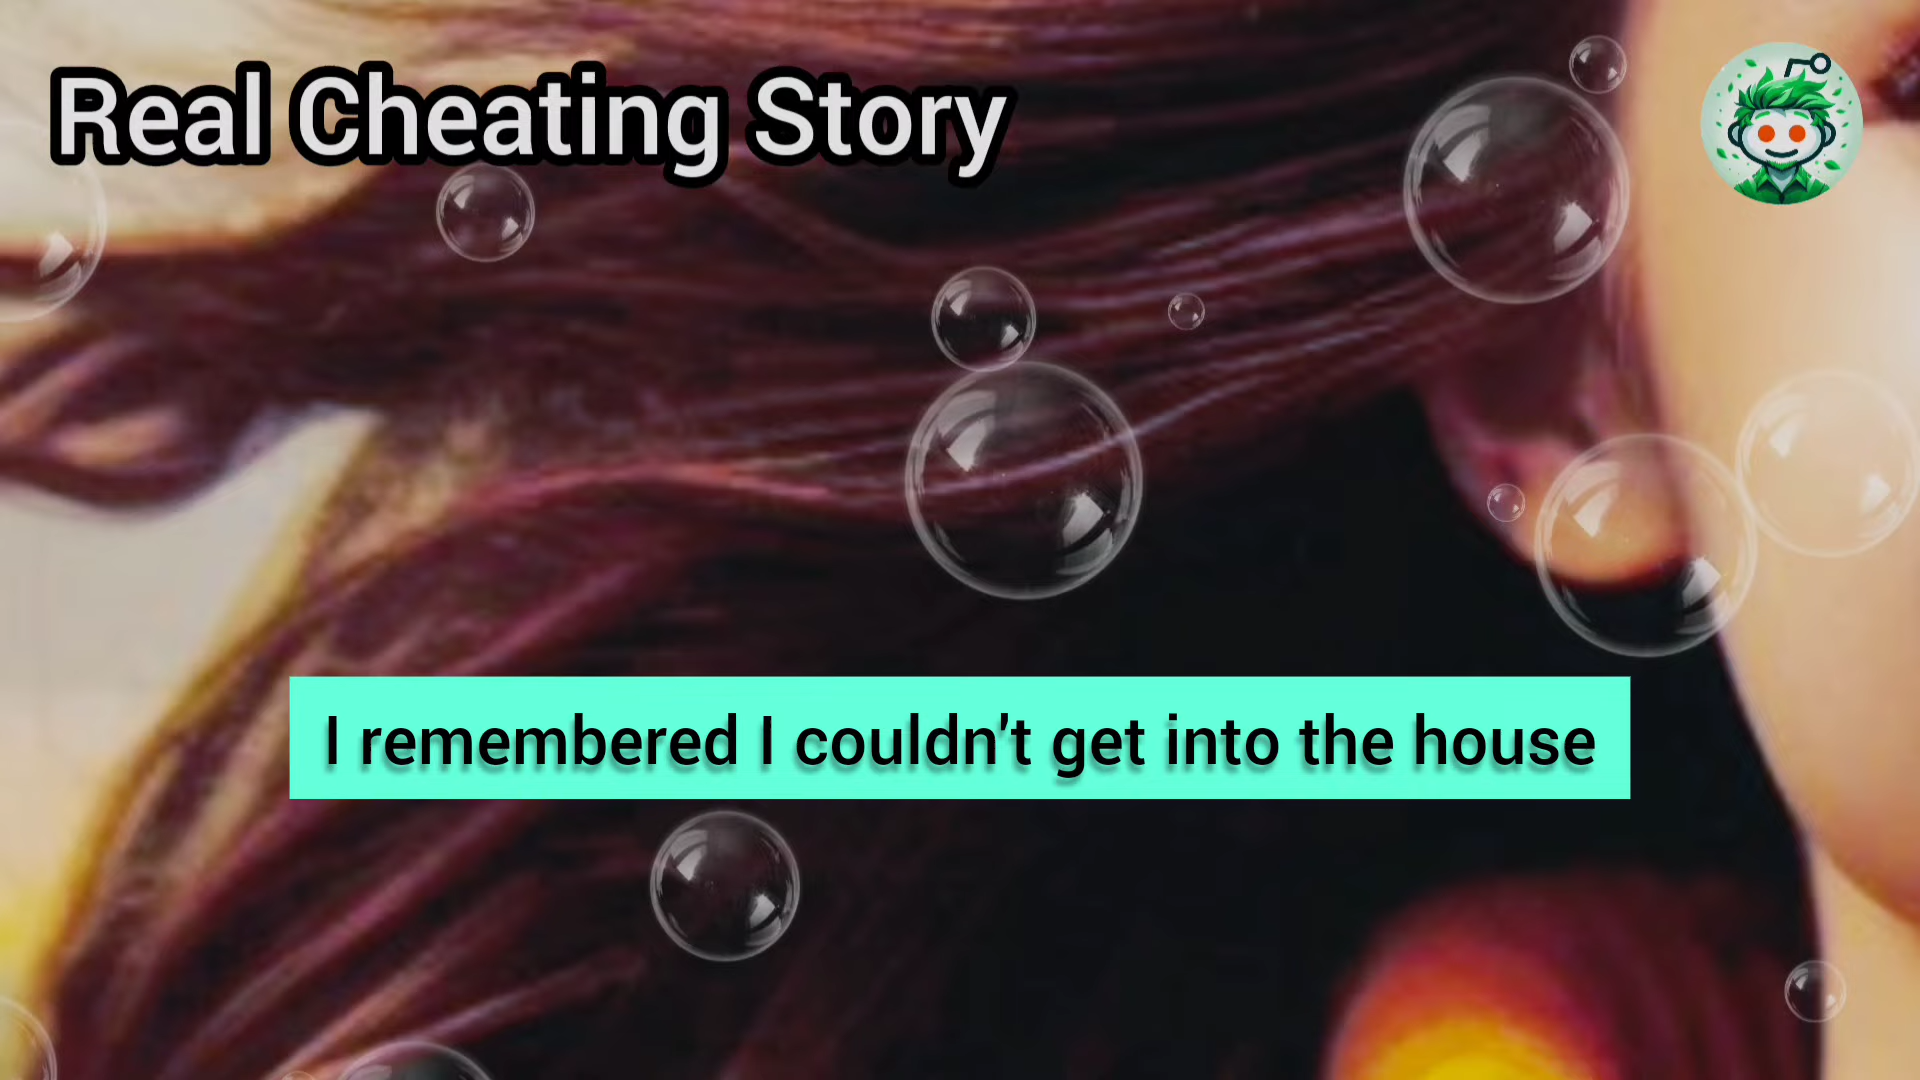 Real Cheating Story
I remembered I couldn't get into the house